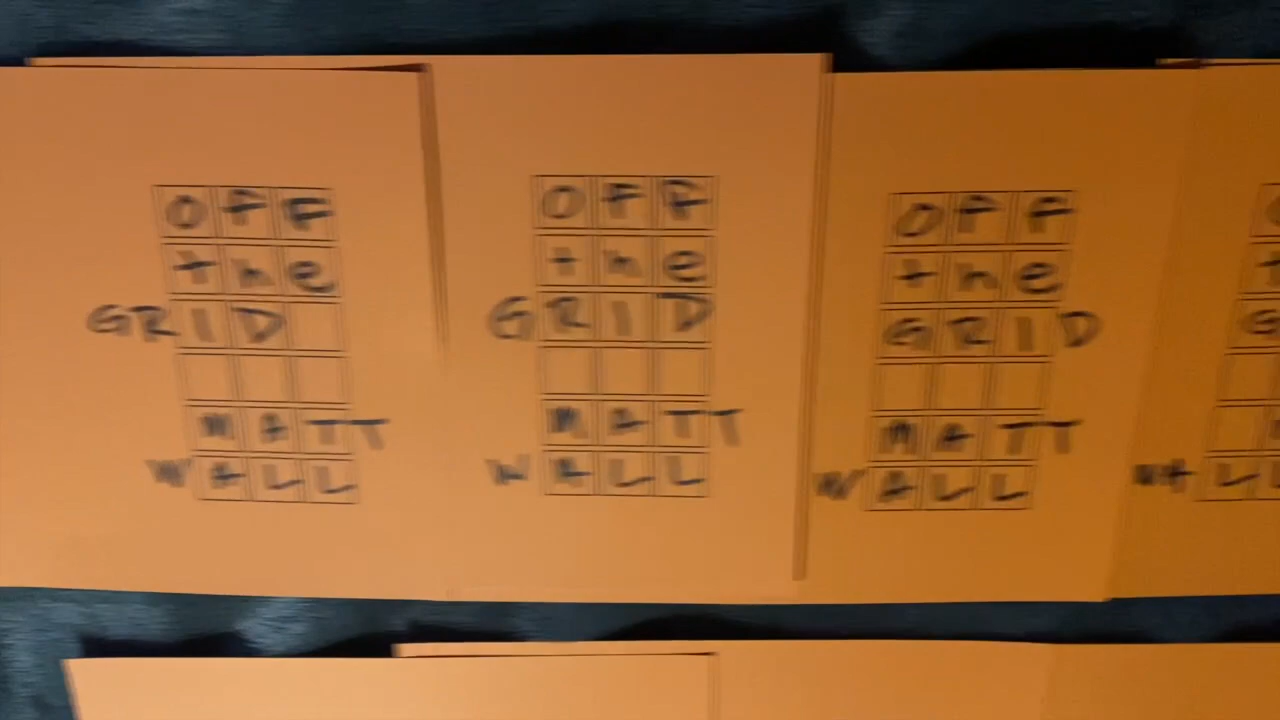 OFF
the
GRID
MATT
WALL
OFF
the
GRID
MATT
WALL
OFF
the
GRID
MATT
WALL